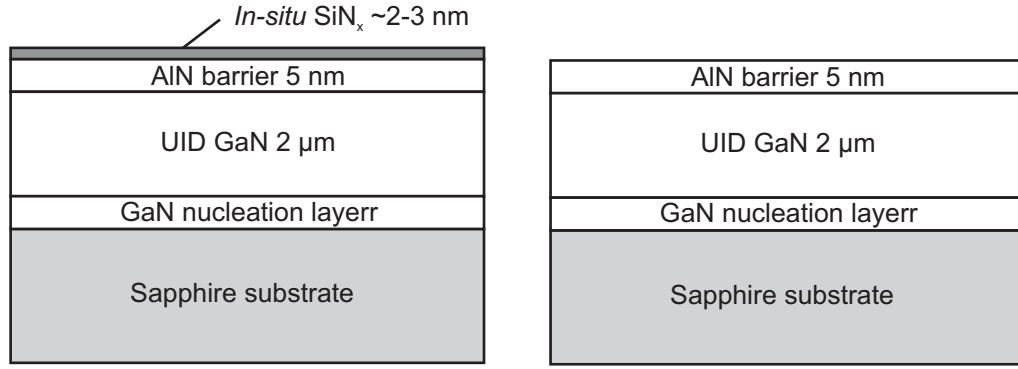 In-situ SiNₓ ~2-3 nm
AlN barrier 5 nm
UID GaN 2 µm
GaN nucleation layerr
Sapphire substrate
AlN barrier 5 nm
UID GaN 2 µm
GaN nucleation layerr
Sapphire substrate